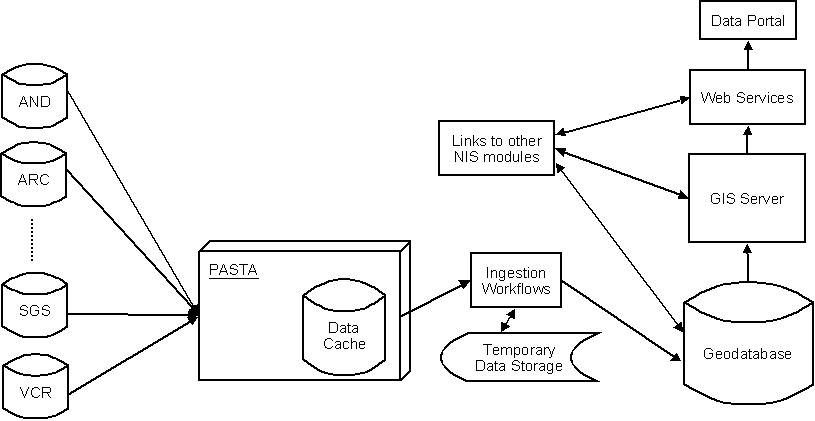 Data Portal
AND
Web Services
Links to other
NIS modules
ARC
GIS Server
PASTA
Ingestion
Workflows
SGS
Data
Cache
Temporary
Data Storage
Geodatabase
VCR